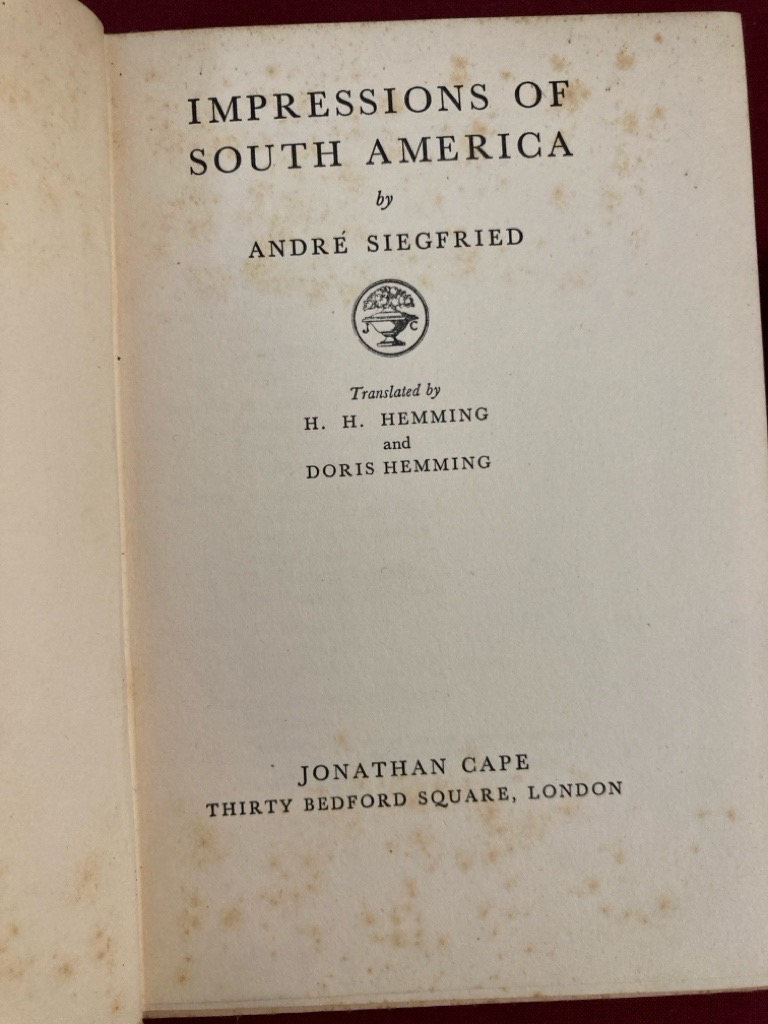 IMPRESSIONS OF
SOUTH AMERICA
by
ANDRÉ SIEGFRIED
J C
Translated by
H. H. HEMMING
and
DORIS HEMMING
JONATHAN CAPE
THIRTY BEDFORD SQUARE, LONDON